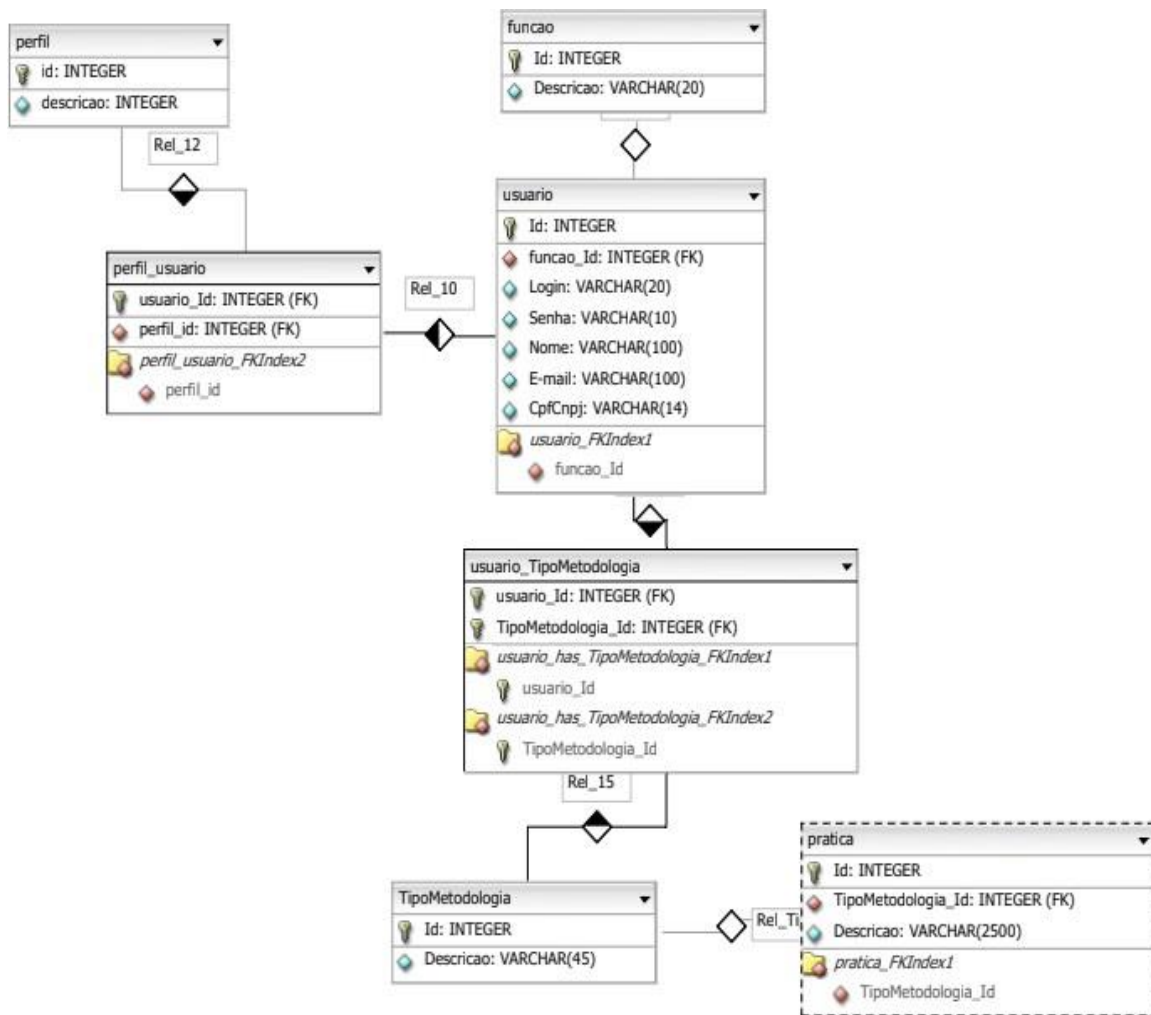 perfil
id: INTEGER
descricao: INTEGER
funcao
Id: INTEGER
Descricao: VARCHAR(20)
Rel_12
usuario
Id: INTEGER
funcao_Id: INTEGER (FK)
Login: VARCHAR(20)
Senha: VARCHAR(10)
Nome: VARCHAR(100)
E-mail: VARCHAR(100)
CpfCnpj: VARCHAR(14)
usuario_FKIndex1
funcao_Id
perfil_usuario
usuario_Id: INTEGER (FK)
perfil_id: INTEGER (FK)
perfil_usuario_FKIndex2
perfil_id
Rel_10
usuario_TipoMetodologia
usuario_Id: INTEGER (FK)
TipoMetodologia_Id: INTEGER (FK)
usuario_has_TipoMetodologia_FKIndex1
usuario_Id
usuario_has_TipoMetodologia_FKIndex2
TipoMetodologia_Id
Rel_15
TipoMetodologia
Id: INTEGER
Descricao: VARCHAR(45)
Rel_Ti
pratica
Id: INTEGER
TipoMetodologia_Id: INTEGER (FK)
Descricao: VARCHAR(2500)
pratica_FKIndex1
TipoMetodologia_Id